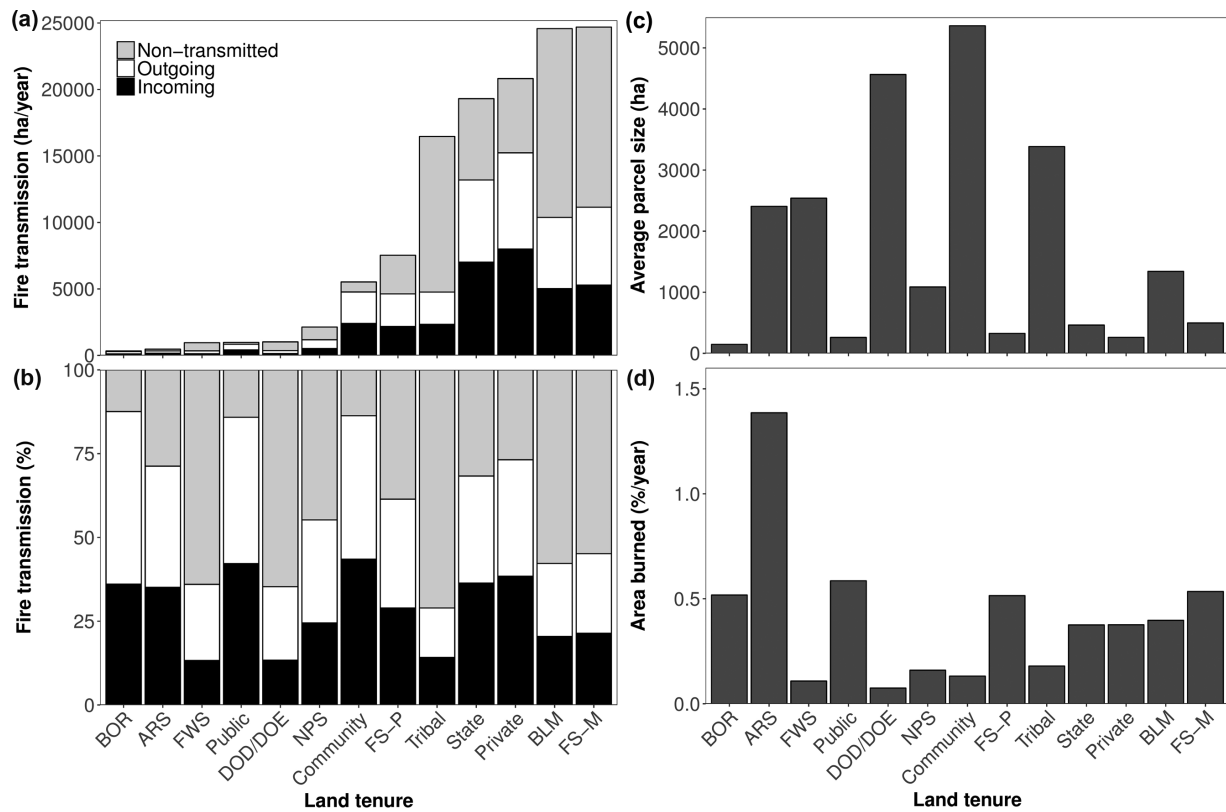 (a)
Fire transmission (ha/year)
25000
20000
15000
10000
5000
0
Non−transmitted
Outgoing
Incoming
(b)
Fire transmission (%)
100
75
50
25
0
BOR
ARS
FWS
Public
DOD/DOE
NPS
Community
FS−P
Tribal
State
Private
BLM
FS−M
Land tenure
(c)
Average parcel size (ha)
5000
4000
3000
2000
1000
0
(d)
Area burned (%/year)
1.5
1.0
0.5
0.0
BOR
ARS
FWS
Public
DOD/DOE
NPS
Community
FS−P
Tribal
State
Private
BLM
FS−M
Land tenure